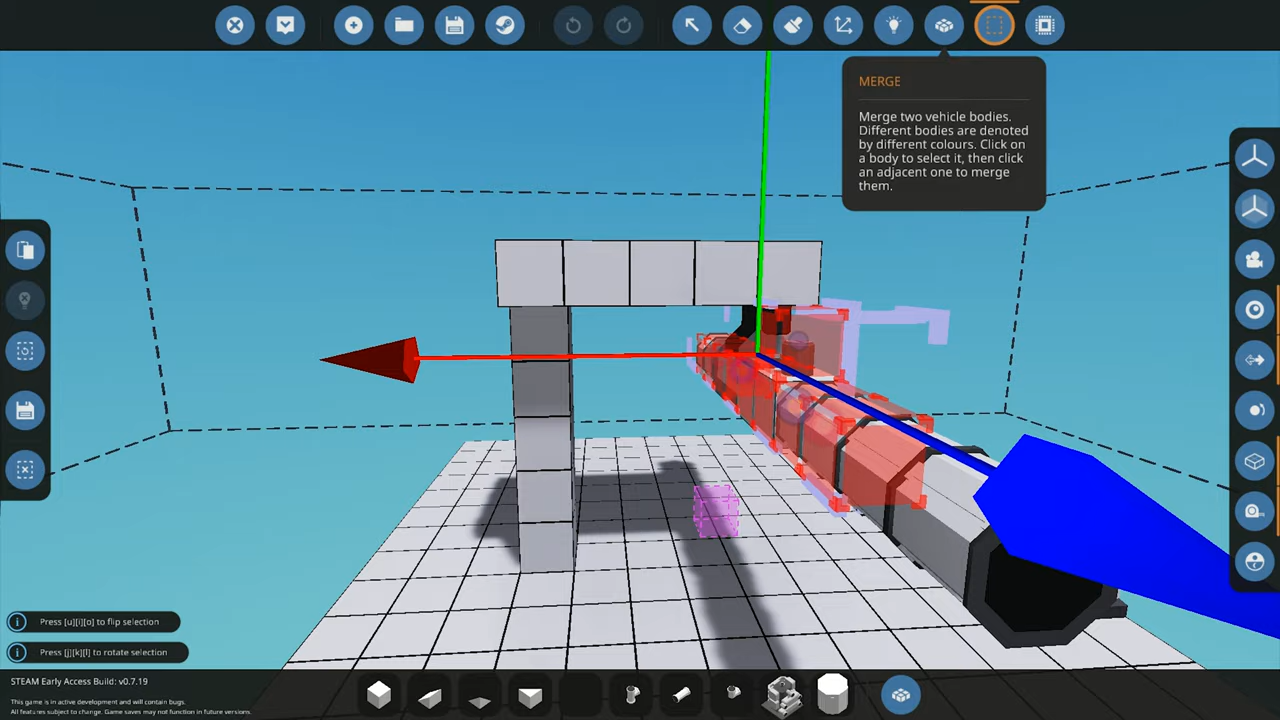 MERGE
Merge two vehicle bodies.
Different bodies are denoted
by different colours. Click on
a body to select it, then click
an adjacent one to merge
them.
Press [u][i][o] to flip selection
Press [j][k][l] to rotate selection
STEAM Early Access Build: v0.7.19
This game is in active development and will contain bugs.
All features subject to change. Game saves may not function in future versions.